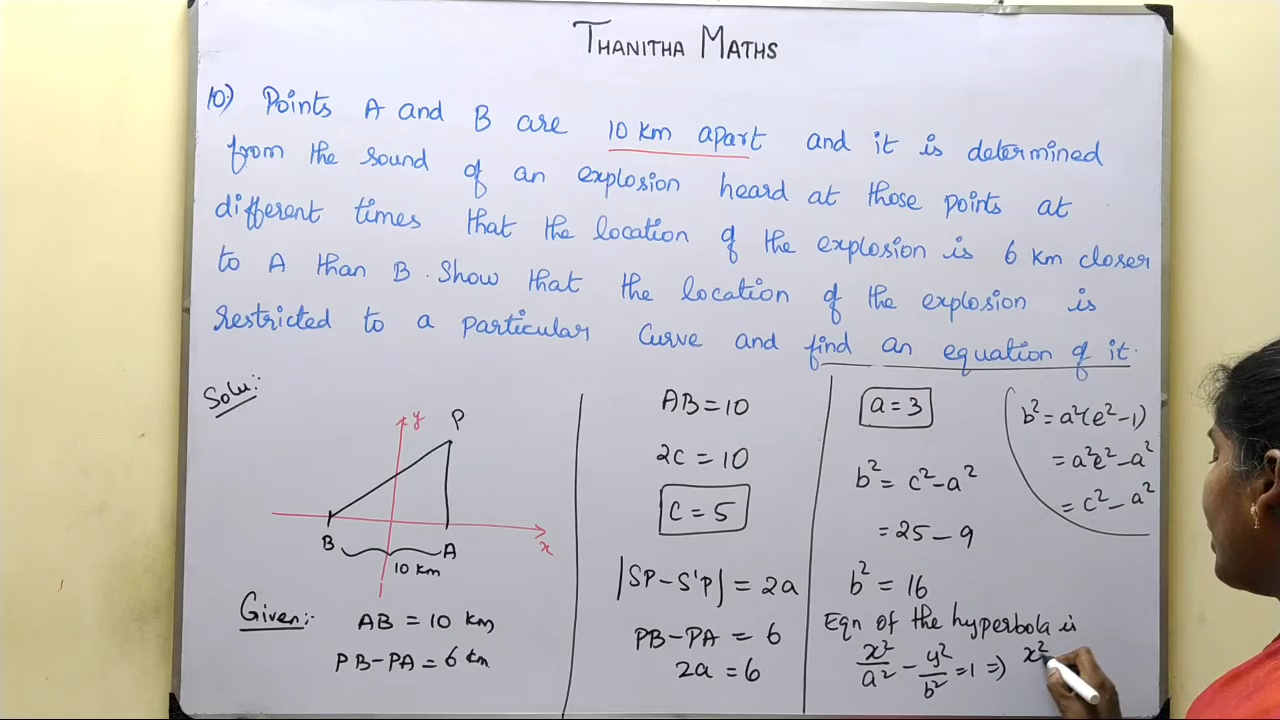 THANITHA MATHS
10) Points A and B are 10 km apart and it is determined
from the sound of an explosion heard at those points at
different times that the location of the explosion is 6 km closer
to A than B. Show that the location of the explosion is
restricted to a particular curve and find an equation of it.
Solu:-
y
P
B
A
x
10 km
Given:- AB = 10 km
PB-PA = 6 km
AB = 10
2c = 10
c = 5
|SP-S'P| = 2a
PB-PA = 6
2a = 6
a = 3
b² = c²-a²
= 25-9
b² = 16
Eqn of the hyperbola is
x²/a² - y²/b² = 1 ⇒ x²
b² = a²(e²-1)
= a²e²-a²
= c²-a²